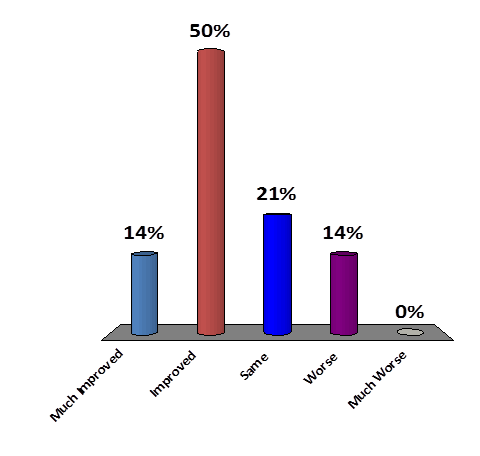 50%
21%
14%
14%
0%
Much Improved
Improved
Same
Worse
Much Worse